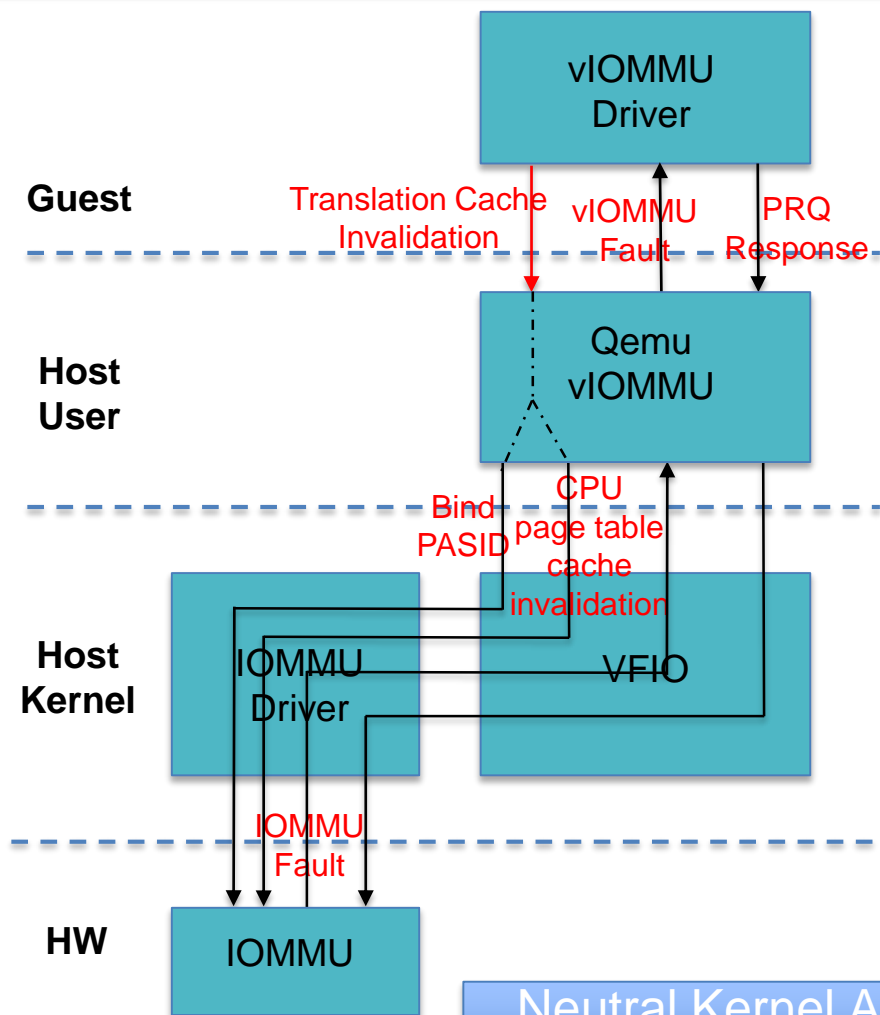 vIOMMU
Driver
Guest
Translation Cache
Invalidation
vIOMMU
Fault
PRQ
Response
Host
User
Qemu
vIOMMU
Bind
PASID
CPU
page table
cache
invalidation
Host
Kernel
IOMMU
Driver
VFIO
IOMMU
Fault
HW
IOMMU
Neutral Kernel A